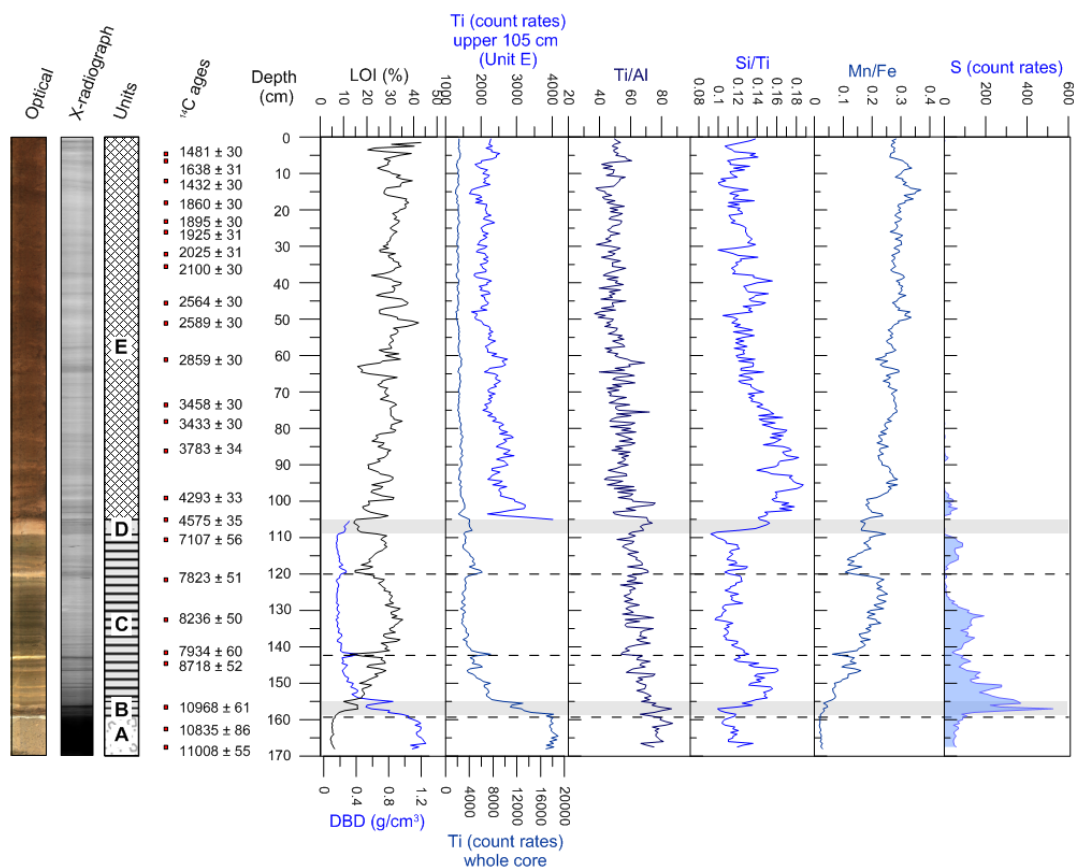 Optical
X-radiograph
Units
¹⁴C ages
Depth
(cm)
LOI (%)
0 10 20 30 40 50
Ti (count rates)
upper 105 cm
(Unit E)
1000 2000 3000 4000
Ti/Al
20 40 60 80
Si/Ti
0.08 0.1 0.12 0.14 0.16 0.18
Mn/Fe
0 0.1 0.2 0.3 0.4
S (count rates)
0 200 400 600
0
10
20
30
40
50
60
70
80
90
100
110
120
130
140
150
160
170
1481 ± 30
1638 ± 31
1432 ± 30
1860 ± 30
1895 ± 30
1925 ± 31
2025 ± 31
2100 ± 30
2564 ± 30
2589 ± 30
2859 ± 30
3458 ± 30
3433 ± 30
3783 ± 34
4293 ± 33
4575 ± 35
7107 ± 56
7823 ± 51
8236 ± 50
7934 ± 60
8718 ± 52
10968 ± 61
10835 ± 86
11008 ± 55
E
D
C
B
A
0 0.4 0.8 1.2
DBD (g/cm³)
4000 8000 12000 16000 20000
Ti (count rates)
whole core